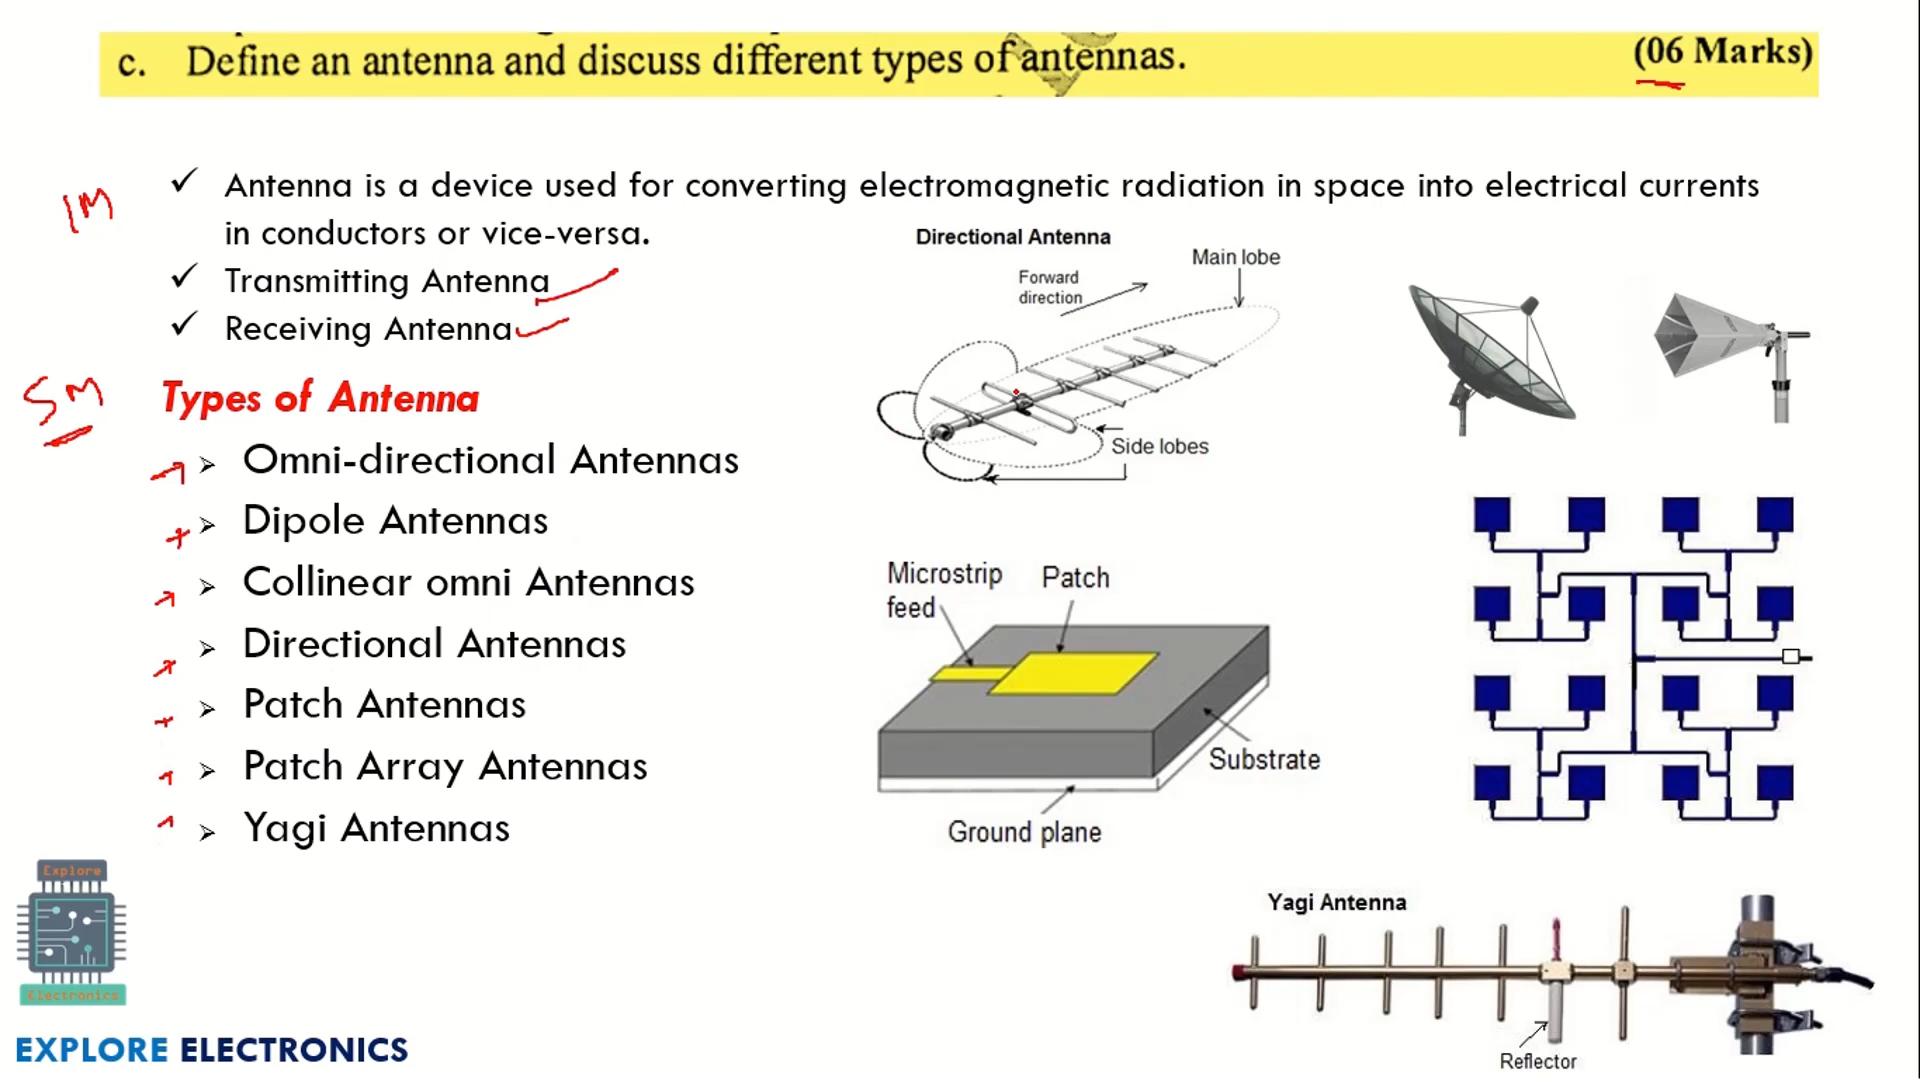 c. Define an antenna and discuss different types of antennas. (06 Marks)
1M
✓ Antenna is a device used for converting electromagnetic radiation in space into electrical currents
in conductors or vice-versa.
✓ Transmitting Antenna
✓ Receiving Antenna
5M
Types of Antenna
➢ Omni-directional Antennas
➢ Dipole Antennas
➢ Collinear omni Antennas
➢ Directional Antennas
➢ Patch Antennas
➢ Patch Array Antennas
➢ Yagi Antennas
Directional Antenna
Main lobe
Forward
direction
Side lobes
Microstrip
feed
Patch
Substrate
Ground plane
Yagi Antenna
Reflector
Explore
Electronics
EXPLORE ELECTRONICS